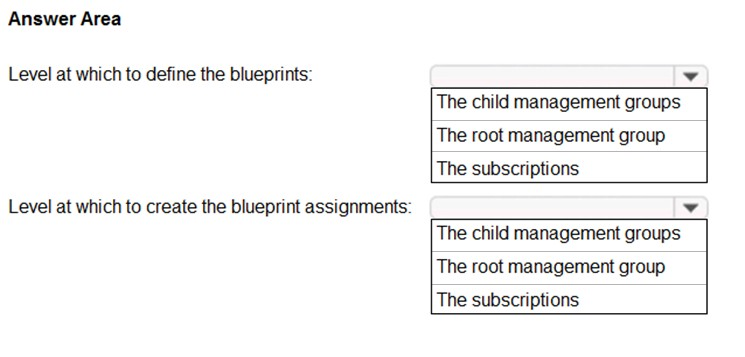 Answer Area
Level at which to define the blueprints:
The child management groups
The root management group
The subscriptions
Level at which to create the blueprint assignments:
The child management groups
The root management group
The subscriptions